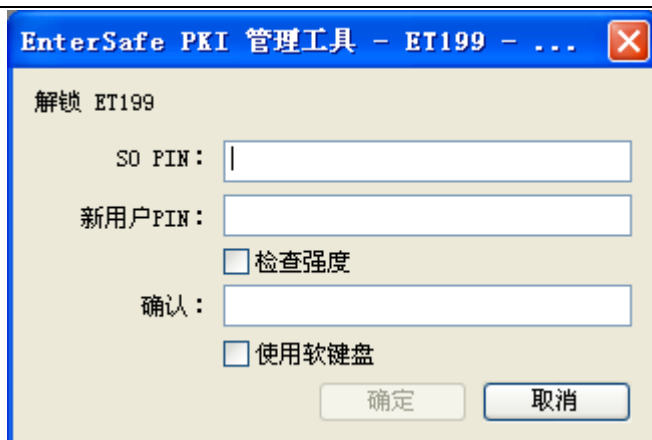 EnterSafe PKI 管理工具 - ET199 - ...
解锁 ET199
SO PIN：
新用户PIN：
检查强度
确认：
使用软键盘
确定 取消